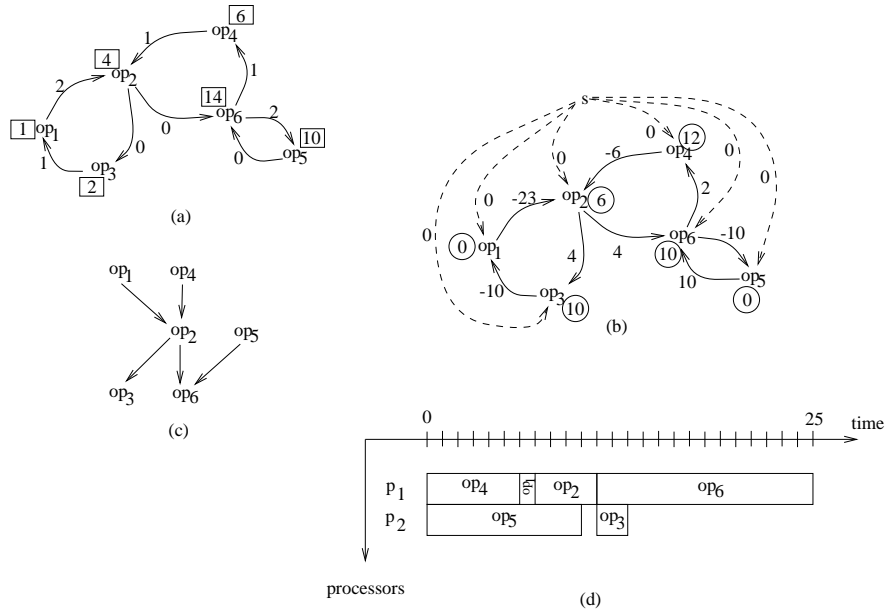 6
op4
1
4
op2
2
1
14
op6
2
1 op1
0
0
10
op5
1
0
op3
2
(a)
s
0
12
op4
-6
0
0
0
2
op2 6
-23
0
0
op6
-10
0 op1
4
4
10
op5
-10
10
0
op3 10
(b)
op1
op4
op2
op5
op3
op6
(c)
0
25
time
p1
op4
op1
op2
op6
p2
op5
op3
processors
(d)